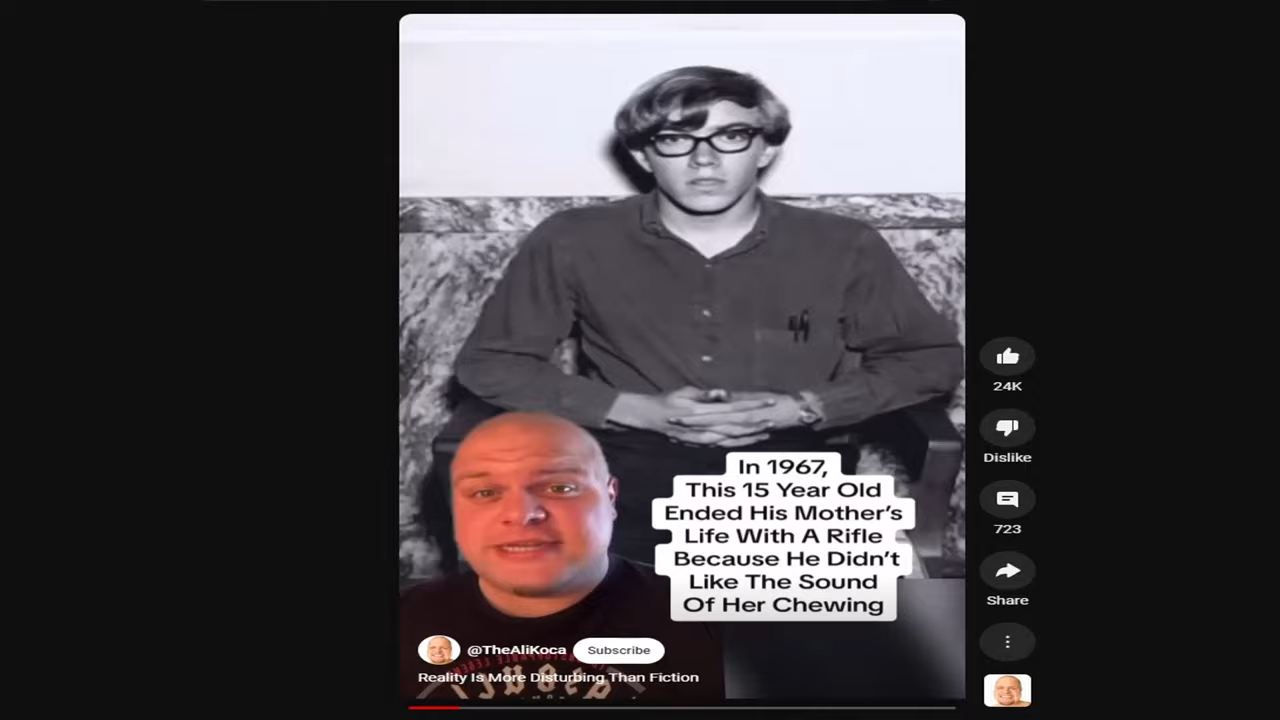 In 1967,
This 15 Year Old
Ended His Mother's
Life With A Rifle
Because He Didn't
Like The Sound
Of Her Chewing
24K
Dislike
723
Share
@TheAliKoca Subscribe
Reality Is More Disturbing Than Fiction